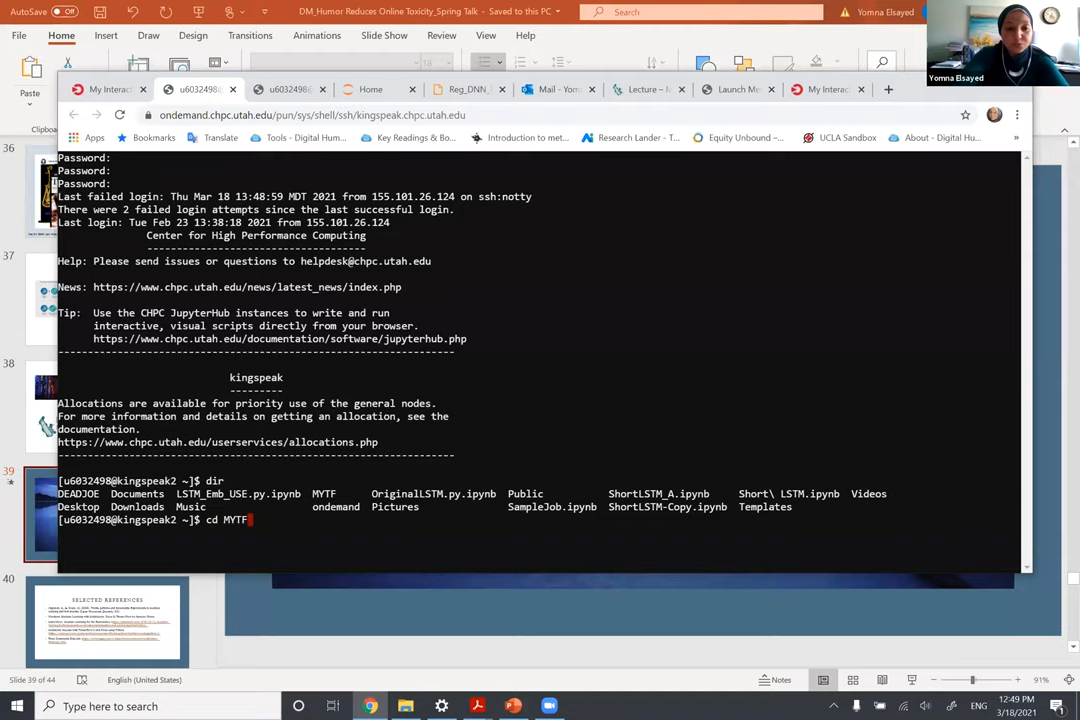 AutoSave Off DM_Humor Reduces Online Toxicity_Spring Talk - Saved to this PC Search Yomna Elsayed
File Home Insert Draw Design Transitions Animations Slide Show Review View Help
Paste 18
Clipboard
Yomna Elsayed
My Interac u6032498@ u6032498@ Home Reg_DNN_ Mail - Yom Lecture – M Launch Me My Interac
ondemand.chpc.utah.edu/pun/sys/shell/ssh/kingspeak.chpc.utah.edu
Apps Bookmarks Translate Tools - Digital Hum... Key Readings & Bo... Introduction to met... Research Lander - T... Equity Unbound –... UCLA Sandbox About - Digital Hu... »
Password:
Password:
Password:
Last failed login: Thu Mar 18 13:48:59 MDT 2021 from 155.101.26.124 on ssh:notty
There were 2 failed login attempts since the last successful login.
Last login: Tue Feb 23 13:38:18 2021 from 155.101.26.124
Center for High Performance Computing
-------------------------------------
Help: Please send issues or questions to helpdesk@chpc.utah.edu
News: https://www.chpc.utah.edu/news/latest_news/index.php
Tip: Use the CHPC JupyterHub instances to write and run
interactive, visual scripts directly from your browser.
https://www.chpc.utah.edu/documentation/software/jupyterhub.php
-------------------------------------------------------------------
kingspeak
---------
Allocations are available for priority use of the general nodes.
For more information and details on getting an allocation, see the
documentation.
https://www.chpc.utah.edu/userservices/allocations.php
-------------------------------------------------------------------
[u6032498@kingspeak2 ~]$ dir
DEADJOE Documents LSTM_Emb_USE.py.ipynb MYTF OriginalLSTM.py.ipynb Public ShortLSTM_A.ipynb Short\ LSTM.ipynb Videos
Desktop Downloads Music ondemand Pictures SampleJob.ipynb ShortLSTM-Copy.ipynb Templates
[u6032498@kingspeak2 ~]$ cd MYTF
36
37
38
39
40
SELECTED REFERENCES
Slide 39 of 44 English (United States) Notes 91%
Type here to search
ENG
12:49 PM
3/18/2021
1